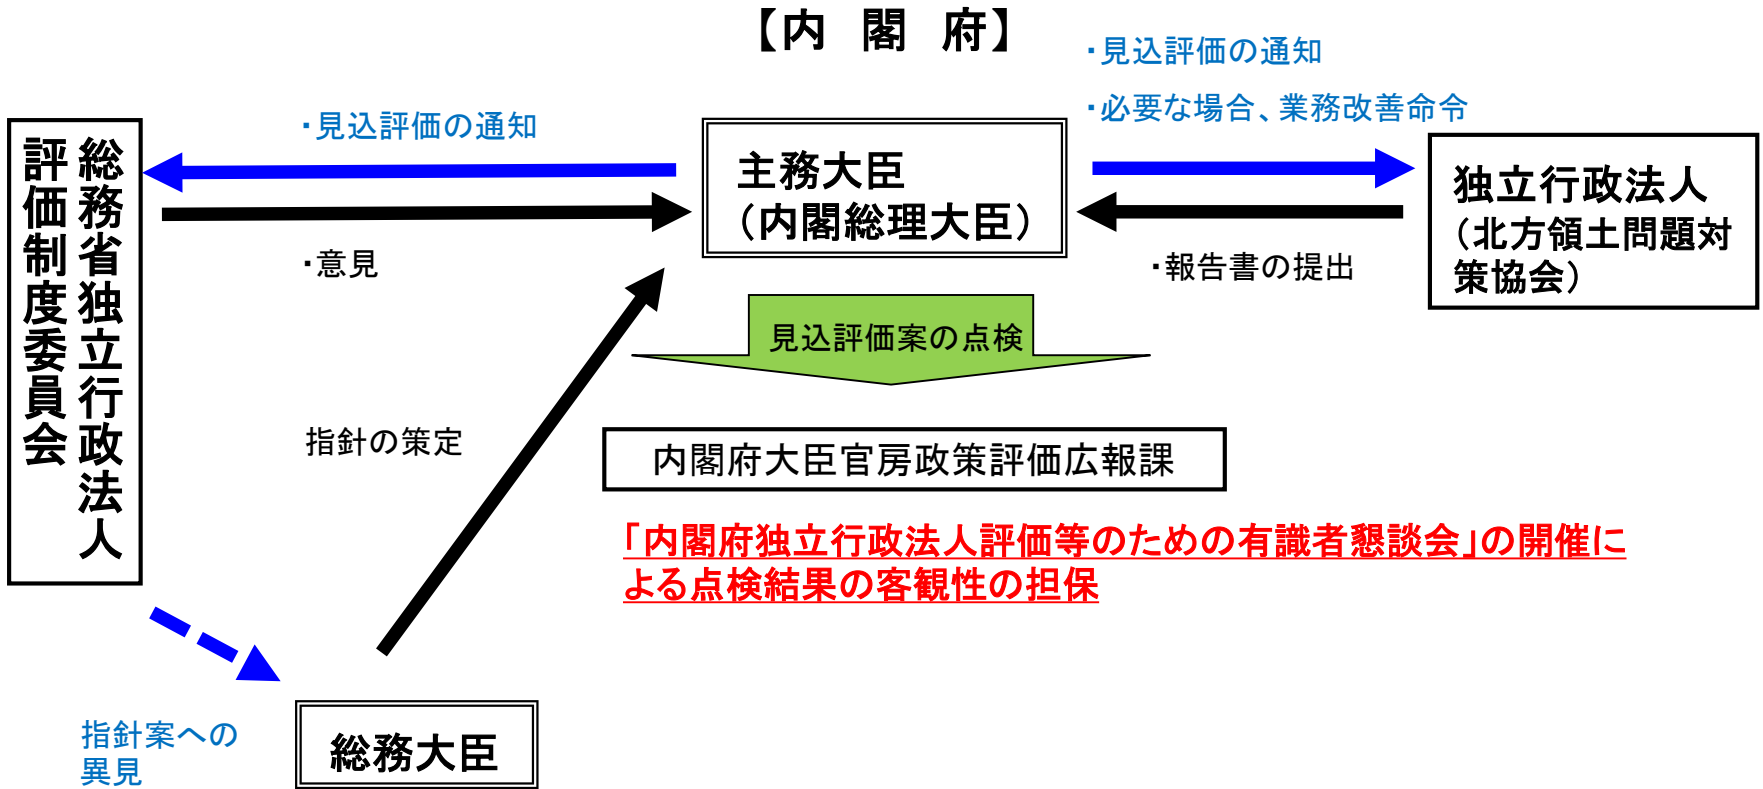 【内　閣　府】
・見込評価の通知
・必要な場合、業務改善命令
・見込評価の通知
総務省独立行政法人
評価制度委員会
主務大臣
（内閣総理大臣）
独立行政法人
（北方領土問題対
策協会）
・意見
・報告書の提出
見込評価案の点検
指針の策定
内閣府大臣官房政策評価広報課
「内閣府独立行政法人評価等のための有識者懇談会」の開催に
よる点検結果の客観性の担保
指針案への
異見
総務大臣